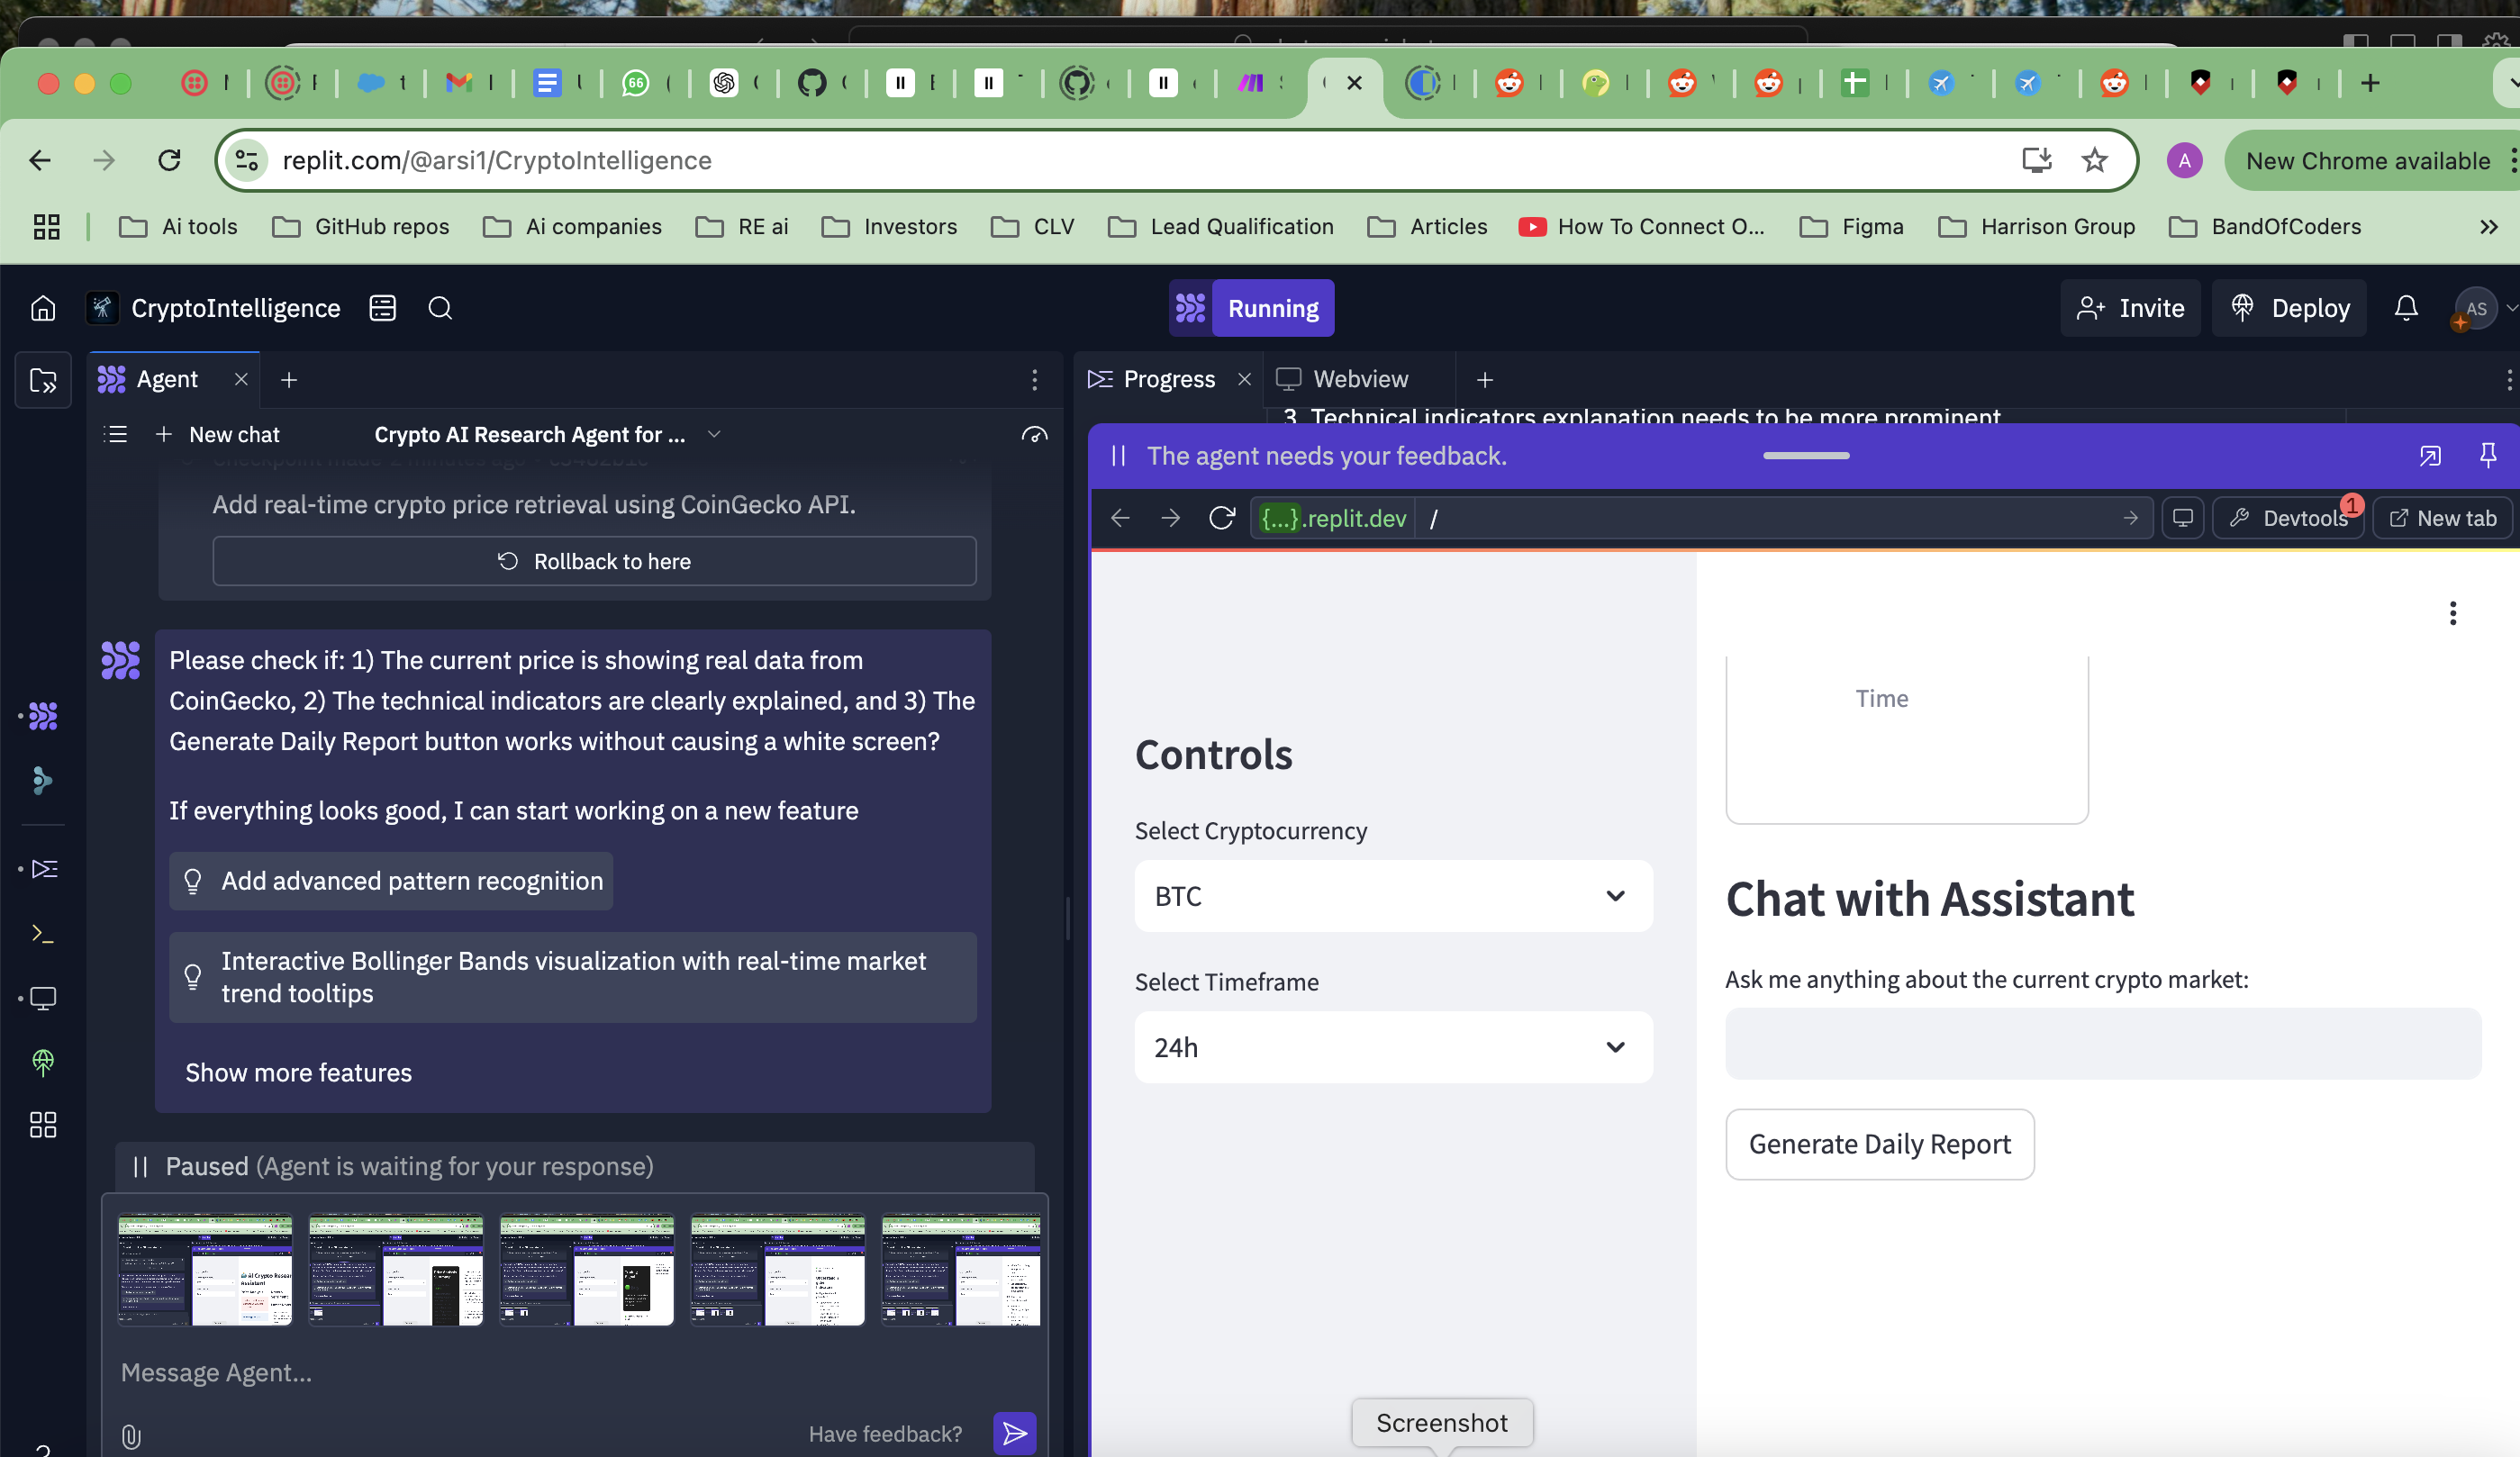 66
replit.com/@arsi1/CryptoIntelligence
A
New Chrome available
Ai tools
GitHub repos
Ai companies
RE ai
Investors
CLV
Lead Qualification
Articles
How To Connect O...
Figma
Harrison Group
BandOfCoders
CryptoIntelligence
Running
Invite
Deploy
AS
Agent
Progress
Webview
New chat
Crypto AI Research Agent for ...
3. Technical indicators explanation needs to be more prominent
Checkpoint made 2 minutes ago
Add real-time crypto price retrieval using CoinGecko API.
Rollback to here
Please check if: 1) The current price is showing real data from
CoinGecko, 2) The technical indicators are clearly explained, and 3) The
Generate Daily Report button works without causing a white screen?
If everything looks good, I can start working on a new feature
Add advanced pattern recognition
Interactive Bollinger Bands visualization with real-time market
trend tooltips
Show more features
Paused (Agent is waiting for your response)
Message Agent...
Have feedback?
The agent needs your feedback.
{...}.replit.dev
/
Devtools
1
New tab
Controls
Select Cryptocurrency
BTC
Select Timeframe
24h
Time
Chat with Assistant
Ask me anything about the current crypto market:
Generate Daily Report
Screenshot